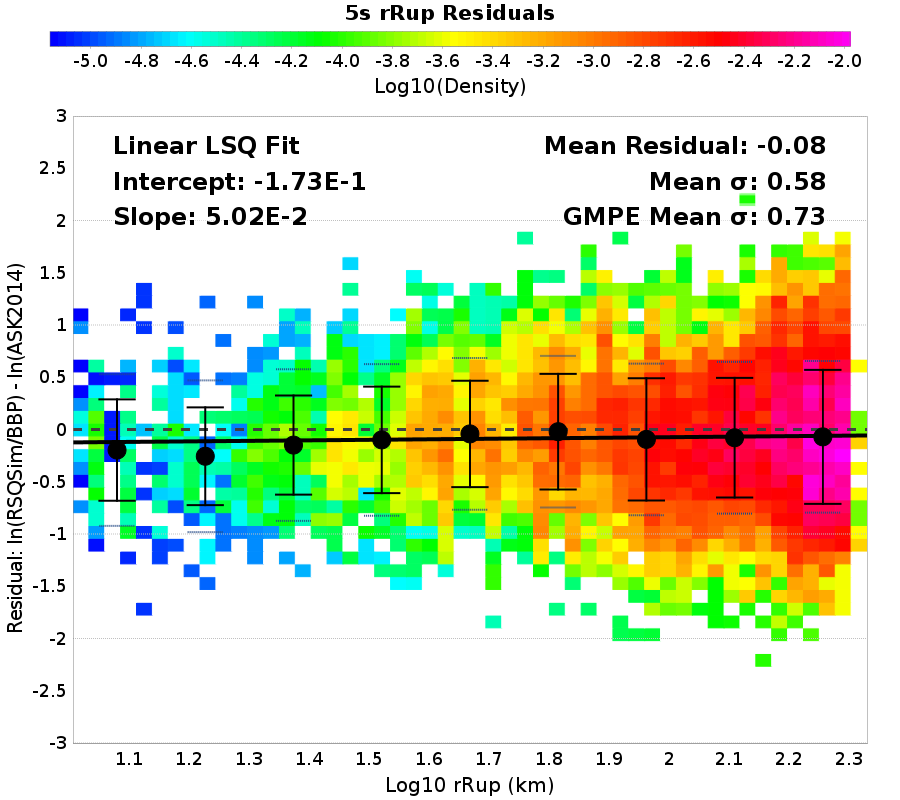 5s rRup Residuals
-5.0 -4.8 -4.6 -4.4 -4.2 -4.0 -3.8 -3.6 -3.4 -3.2 -3.0 -2.8 -2.6 -2.4 -2.2 -2.0
Log10(Density)
Linear LSQ Fit
Intercept: -1.73E-1
Slope: 5.02E-2
Mean Residual: -0.08
Mean σ: 0.58
GMPE Mean σ: 0.73
Residual: ln(RSQSim/BBP) - ln(ASK2014)
3
2.5
2
1.5
1
0.5
0
-0.5
-1
-1.5
-2
-2.5
-3
1.1 1.2 1.3 1.4 1.5 1.6 1.7 1.8 1.9 2 2.1 2.2 2.3
Log10 rRup (km)